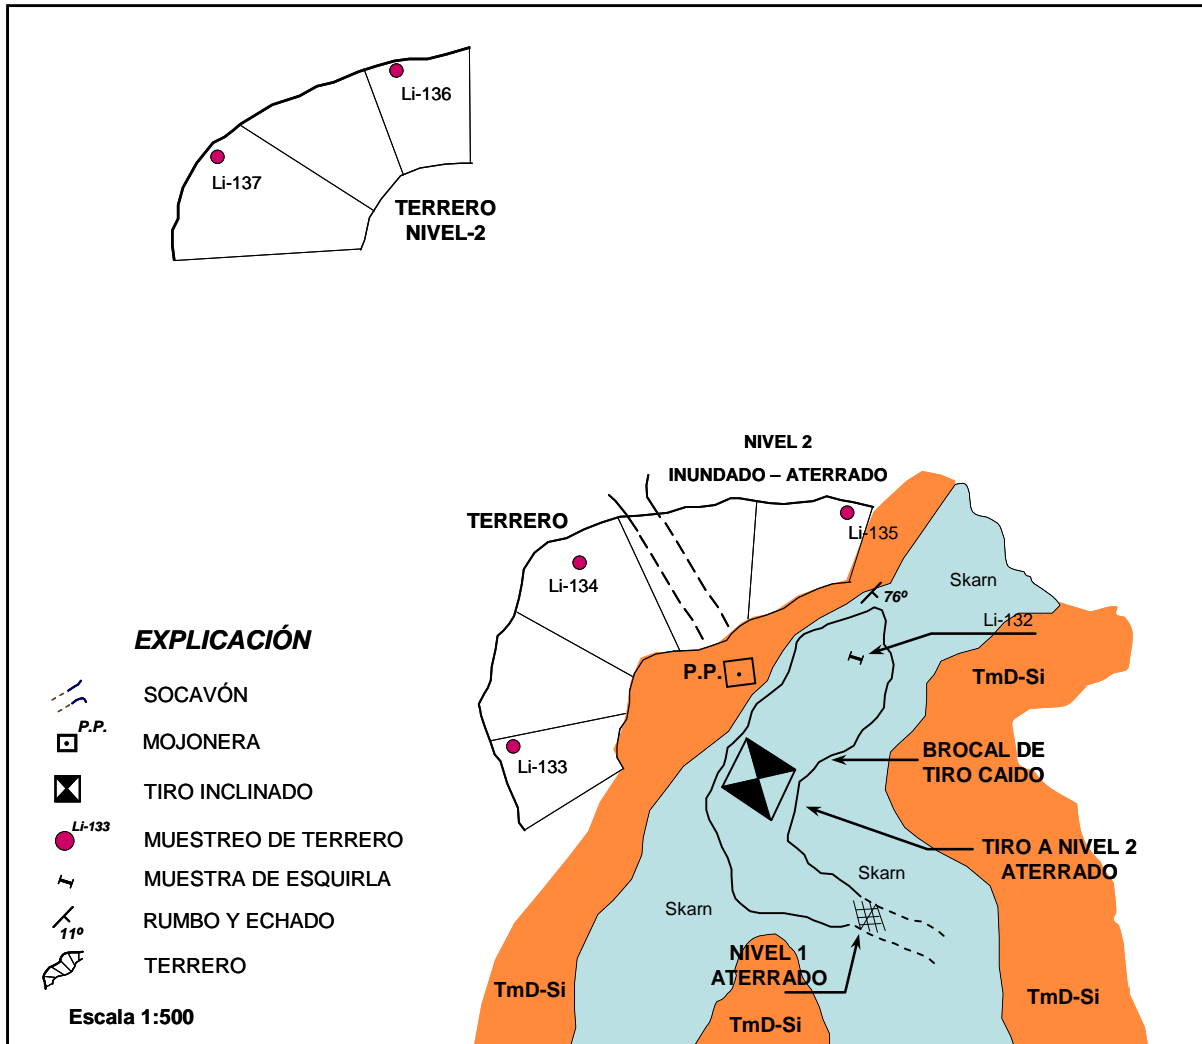 Li-136
Li-137
TERRERO
NIVEL-2
NIVEL 2
INUNDADO – ATERRADO
TERRERO
Li-135
Li-134
Skarn
76º
Li-132
P.P.
TmD-Si
BROCAL DE
TIRO CAIDO
Li-133
TIRO A NIVEL 2
ATERRADO
Skarn
Skarn
NIVEL 1
ATERRADO
TmD-Si
TmD-Si
TmD-Si
EXPLICACIÓN
SOCAVÓN
P.P.
MOJONERA
TIRO INCLINADO
Li-133
MUESTREO DE TERRERO
MUESTRA DE ESQUIRLA
RUMBO Y ECHADO
11º
TERRERO
Escala 1:500